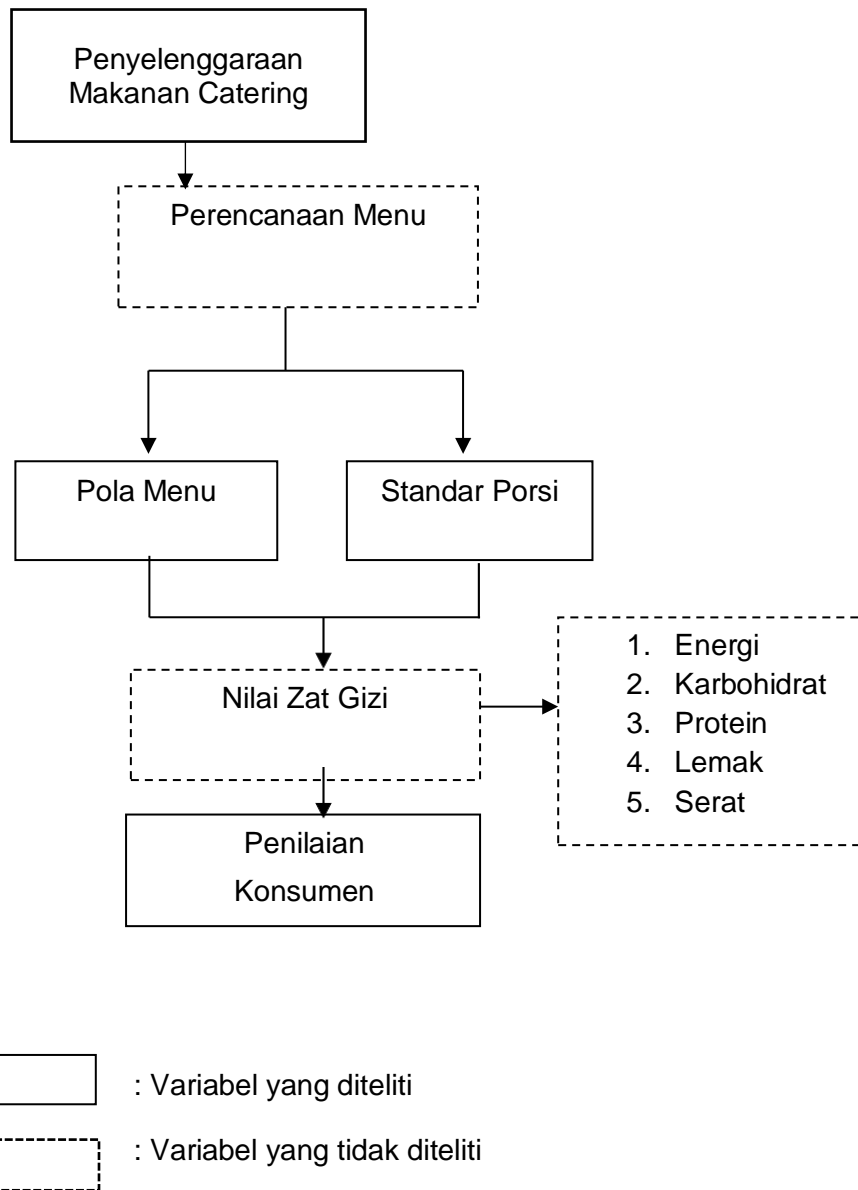 Penyelenggaraan
Makanan Catering
Perencanaan Menu
Pola Menu
Standar Porsi
Nilai Zat Gizi
1. Energi
2. Karbohidrat
3. Protein
4. Lemak
5. Serat
Penilaian
Konsumen
: Variabel yang diteliti
: Variabel yang tidak diteliti